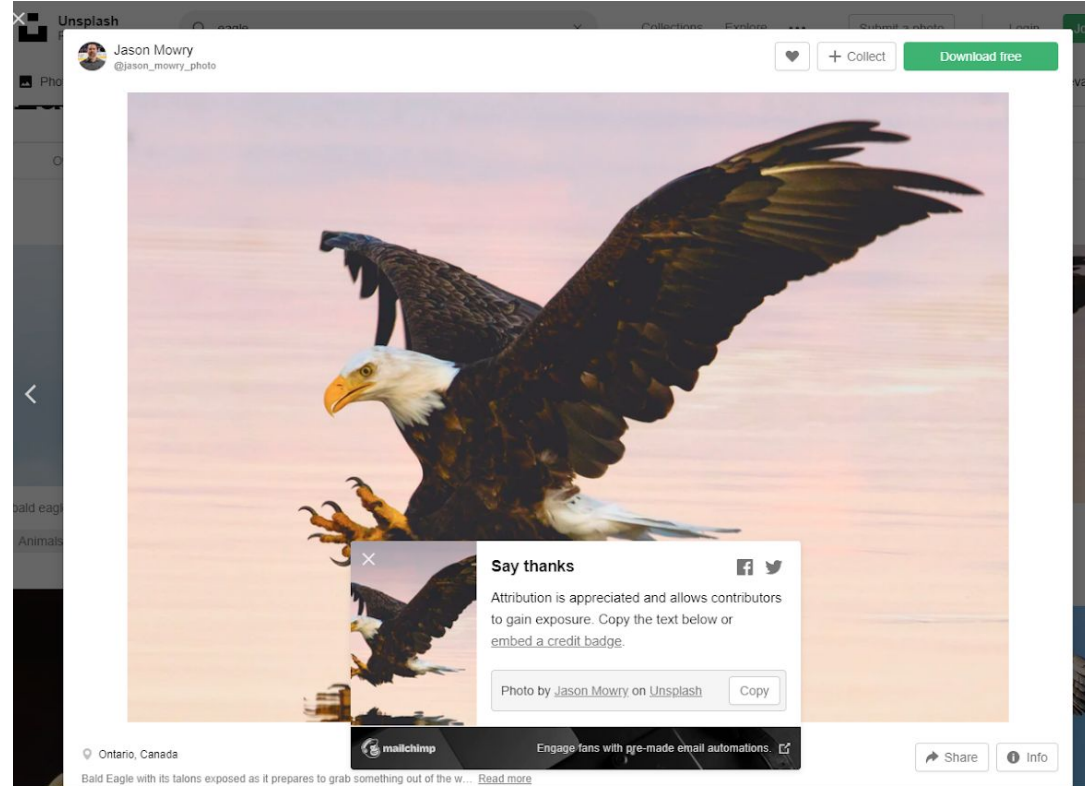 Unsplash
eagle
Collections Explore
Submit a photo
Login
Jason Mowry
@jason_mowry_photo
Collect
Download free
bald
Animals
Say thanks
Attribution is appreciated and allows contributors
to gain exposure. Copy the text below or
embed a credit badge.
Photo by Jason Mowry on Unsplash
Copy
mailchimp
Engage fans with pre-made email automations.
Ontario, Canada
Share
Info
Bald Eagle with its talons exposed as it prepares to grab something out of the w... Read more